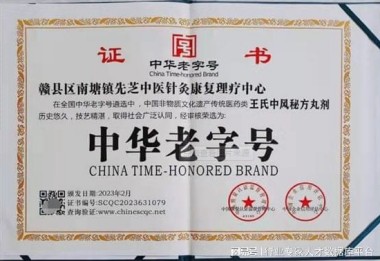 证 书
中华老字号
China Time-honored Brand
赣县区南塘镇先芝中医针灸康复理疗中心
在全国中华老字号遴选中,中国非物质文化遗产传统医药类 王氏中风秘方丸剂
历史悠久,技艺精湛,取得社会广泛认同,经审核荣选为:
中华老字号
CHINA TIME-HONORED BRAND
颁发日期:2023年2月
证书编号:SCQC2023631079
查询验证:www.chinescqc.net